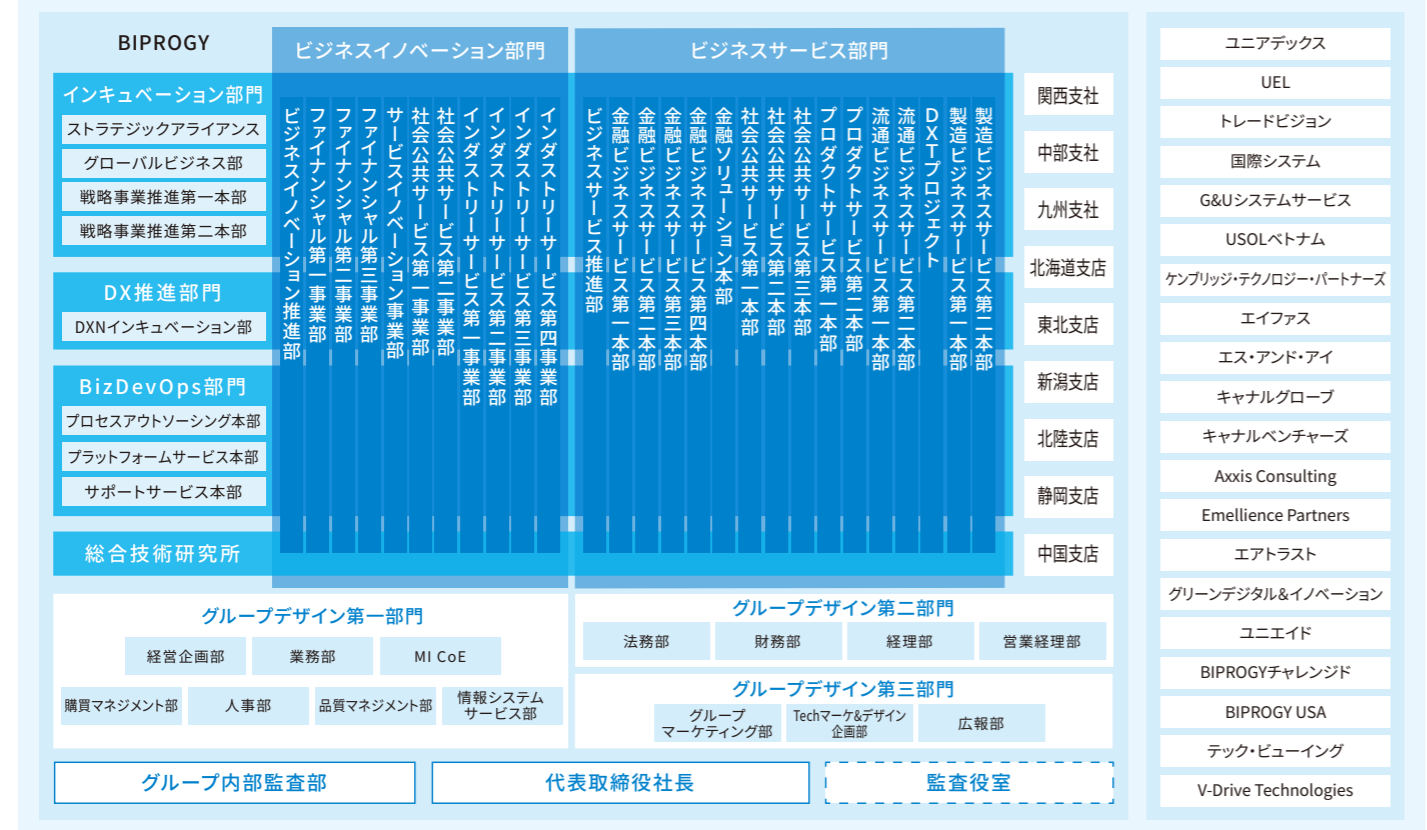 BIPROGY
ビジネスイノベーション部門
ビジネスサービス部門
インキュベーション部門
ストラテジックアライアンス
グローバルビジネス部
戦略事業推進第一本部
戦略事業推進第二本部
DX推進部門
DXNインキュベーション部
BizDevOps部門
プロセスアウトソーシング本部
プラットフォームサービス本部
サポートサービス本部
総合技術研究所
ビジネスイノベーション推進部
ファイナンシャル第一事業部
ファイナンシャル第二事業部
ファイナンシャル第三事業部
サービスイノベーション事業部
社会公共サービス第一事業部
社会公共サービス第二事業部
インダストリーサービス第一事業部
インダストリーサービス第二事業部
インダストリーサービス第三事業部
インダストリーサービス第四事業部
ビジネスサービス推進部
金融ビジネスサービス第一本部
金融ビジネスサービス第二本部
金融ビジネスサービス第三本部
金融ビジネスサービス第四本部
金融ソリューション本部
社会公共サービス第一本部
社会公共サービス第二本部
社会公共サービス第三本部
プロダクトサービス第一本部
プロダクトサービス第二本部
流通ビジネスサービス第一本部
流通ビジネスサービス第二本部
DXTプロジェクト
製造ビジネスサービス第一本部
製造ビジネスサービス第二本部
関西支社
中部支社
九州支社
北海道支店
東北支店
新潟支店
北陸支店
静岡支店
中国支店
グループデザイン第一部門
経営企画部
業務部
MI CoE
購買マネジメント部
人事部
品質マネジメント部
情報システム
サービス部
グループデザイン第二部門
法務部
財務部
経理部
営業経理部
グループデザイン第三部門
グループ
マーケティング部
Techマーケ&デザイン
企画部
広報部
グループ内部監査部
代表取締役社長
監査役室
ユニアデックス
UEL
トレードビジョン
国際システム
G&Uシステムサービス
USOLベトナム
ケンブリッジ・テクノロジー・パートナーズ
エイファス
エス・アンド・アイ
キャナルグローブ
キャナルベンチャーズ
Axxis Consulting
Emellience Partners
エアトラスト
グリーンデジタル&イノベーション
ユニエイド
BIPROGYチャレンジド
BIPROGY USA
テック・ビューイング
V-Drive Technologies